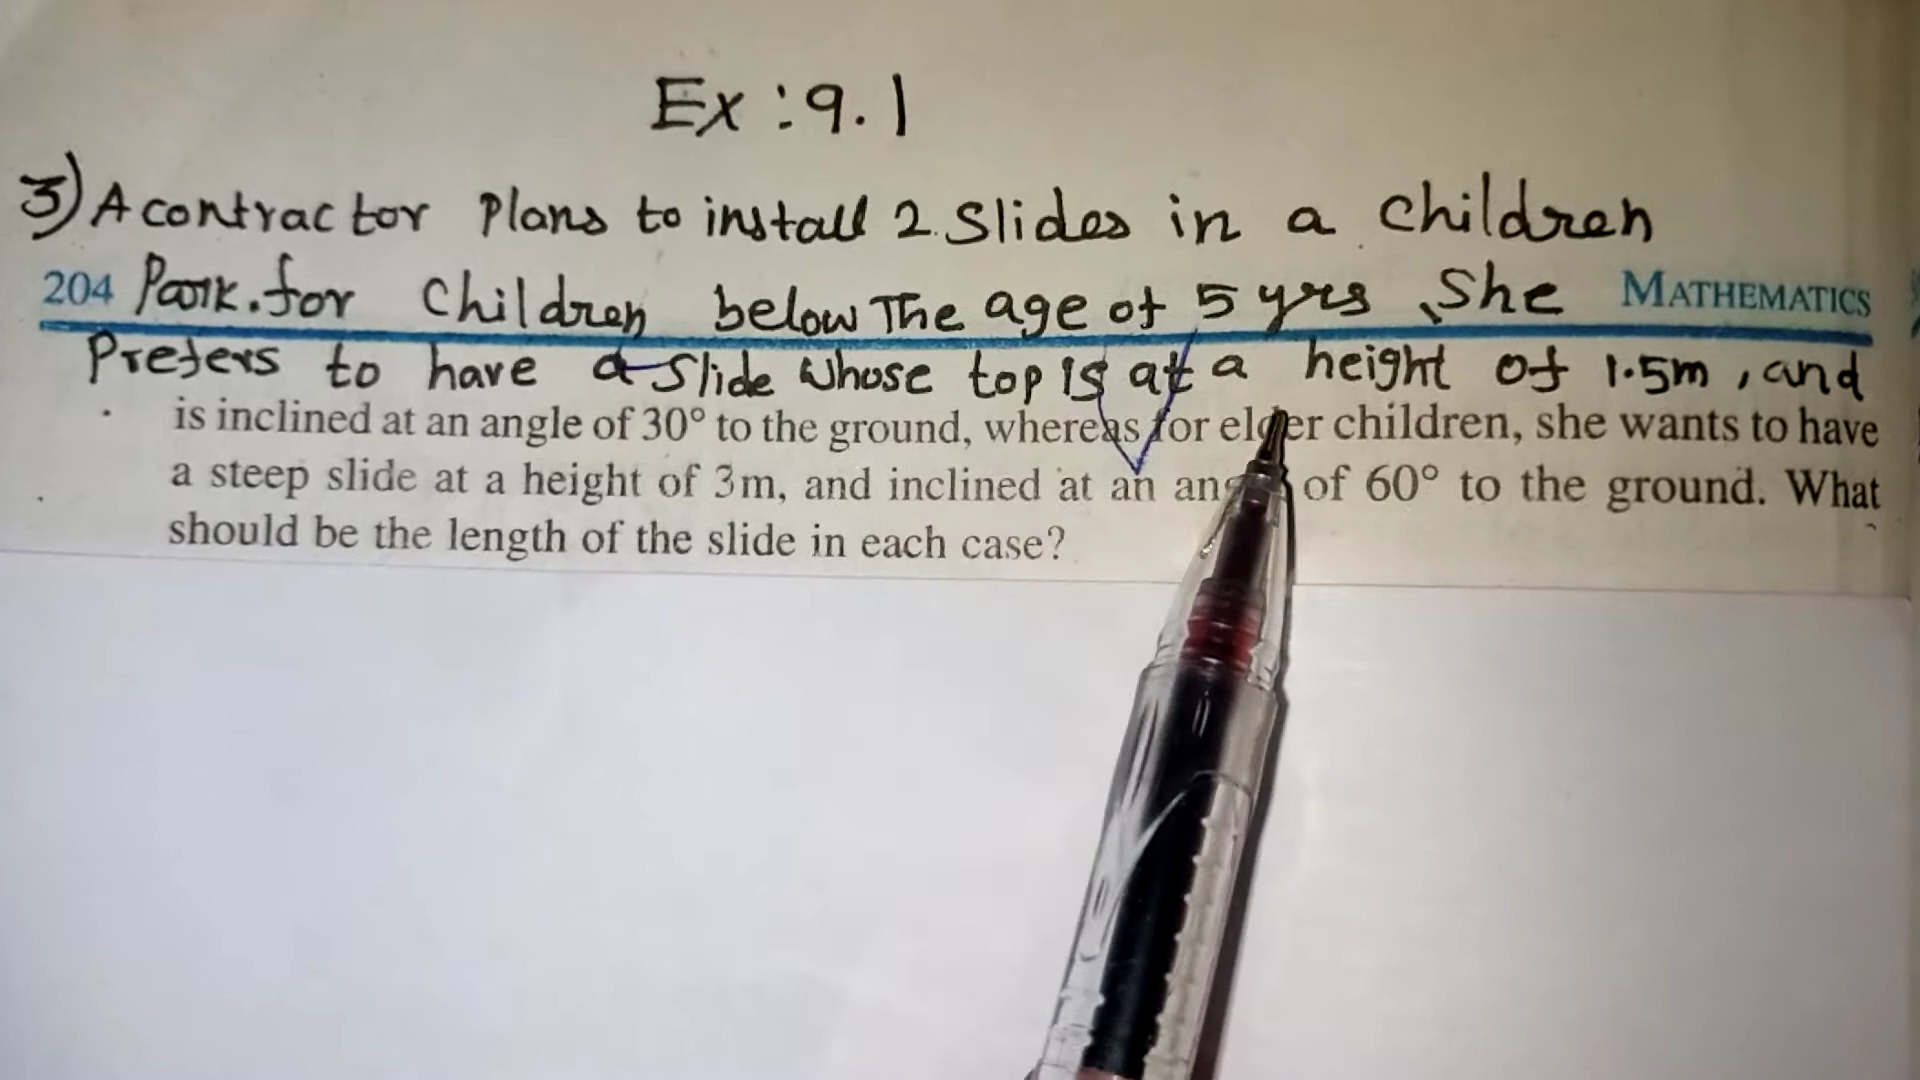 Ex : 9.1
3) A contractor Plans to install 2 Slides in a children
204 Park. for Children below The age of 5 yrs, She MATHEMATICS
Prefers to have a slide whose top is at a height of 1.5m, and
is inclined at an angle of 30° to the ground, whereas for elder children, she wants to have
a steep slide at a height of 3m, and inclined at an angle of 60° to the ground. What
should be the length of the slide in each case?